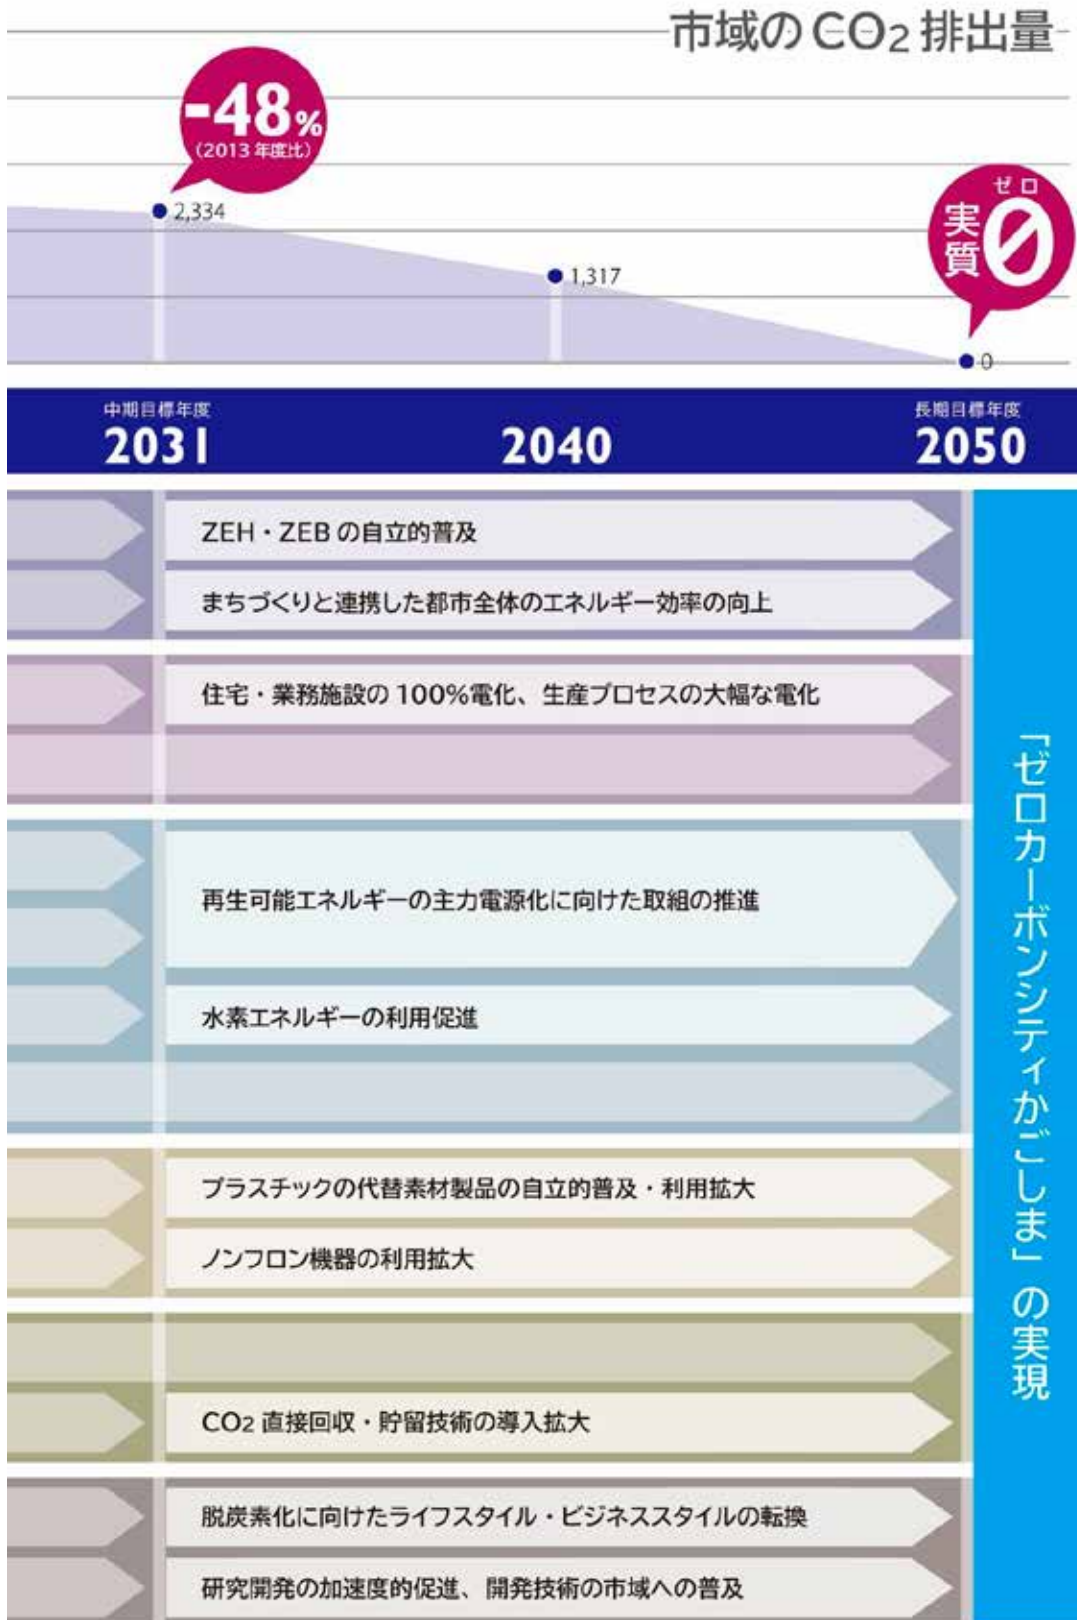 市域のCO2排出量
-48%
(2013年度比)
2,334
1,317
ゼロ
実質0
0
中期目標年度
2031
2040
長期目標年度
2050
ZEH・ZEBの自立的普及
まちづくりと連携した都市全体のエネルギー効率の向上
住宅・業務施設の100%電化、生産プロセスの大幅な電化
再生可能エネルギーの主力電源化に向けた取組の推進
水素エネルギーの利用促進
プラスチックの代替素材製品の自立的普及・利用拡大
ノンフロン機器の利用拡大
CO2直接回収・貯留技術の導入拡大
脱炭素化に向けたライフスタイル・ビジネススタイルの転換
研究開発の加速度的促進、開発技術の市域への普及
「ゼロカーボンシティかごしま」の実現